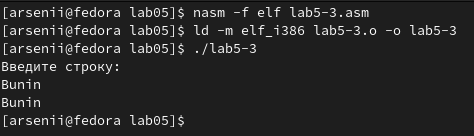 [arsenii@fedora lab05]$ nasm -f elf lab5-3.asm
[arsenii@fedora lab05]$ ld -m elf_i386 lab5-3.o -o lab5-3
[arsenii@fedora lab05]$ ./lab5-3
Введите строку:
Bunin
Bunin
[arsenii@fedora lab05]$